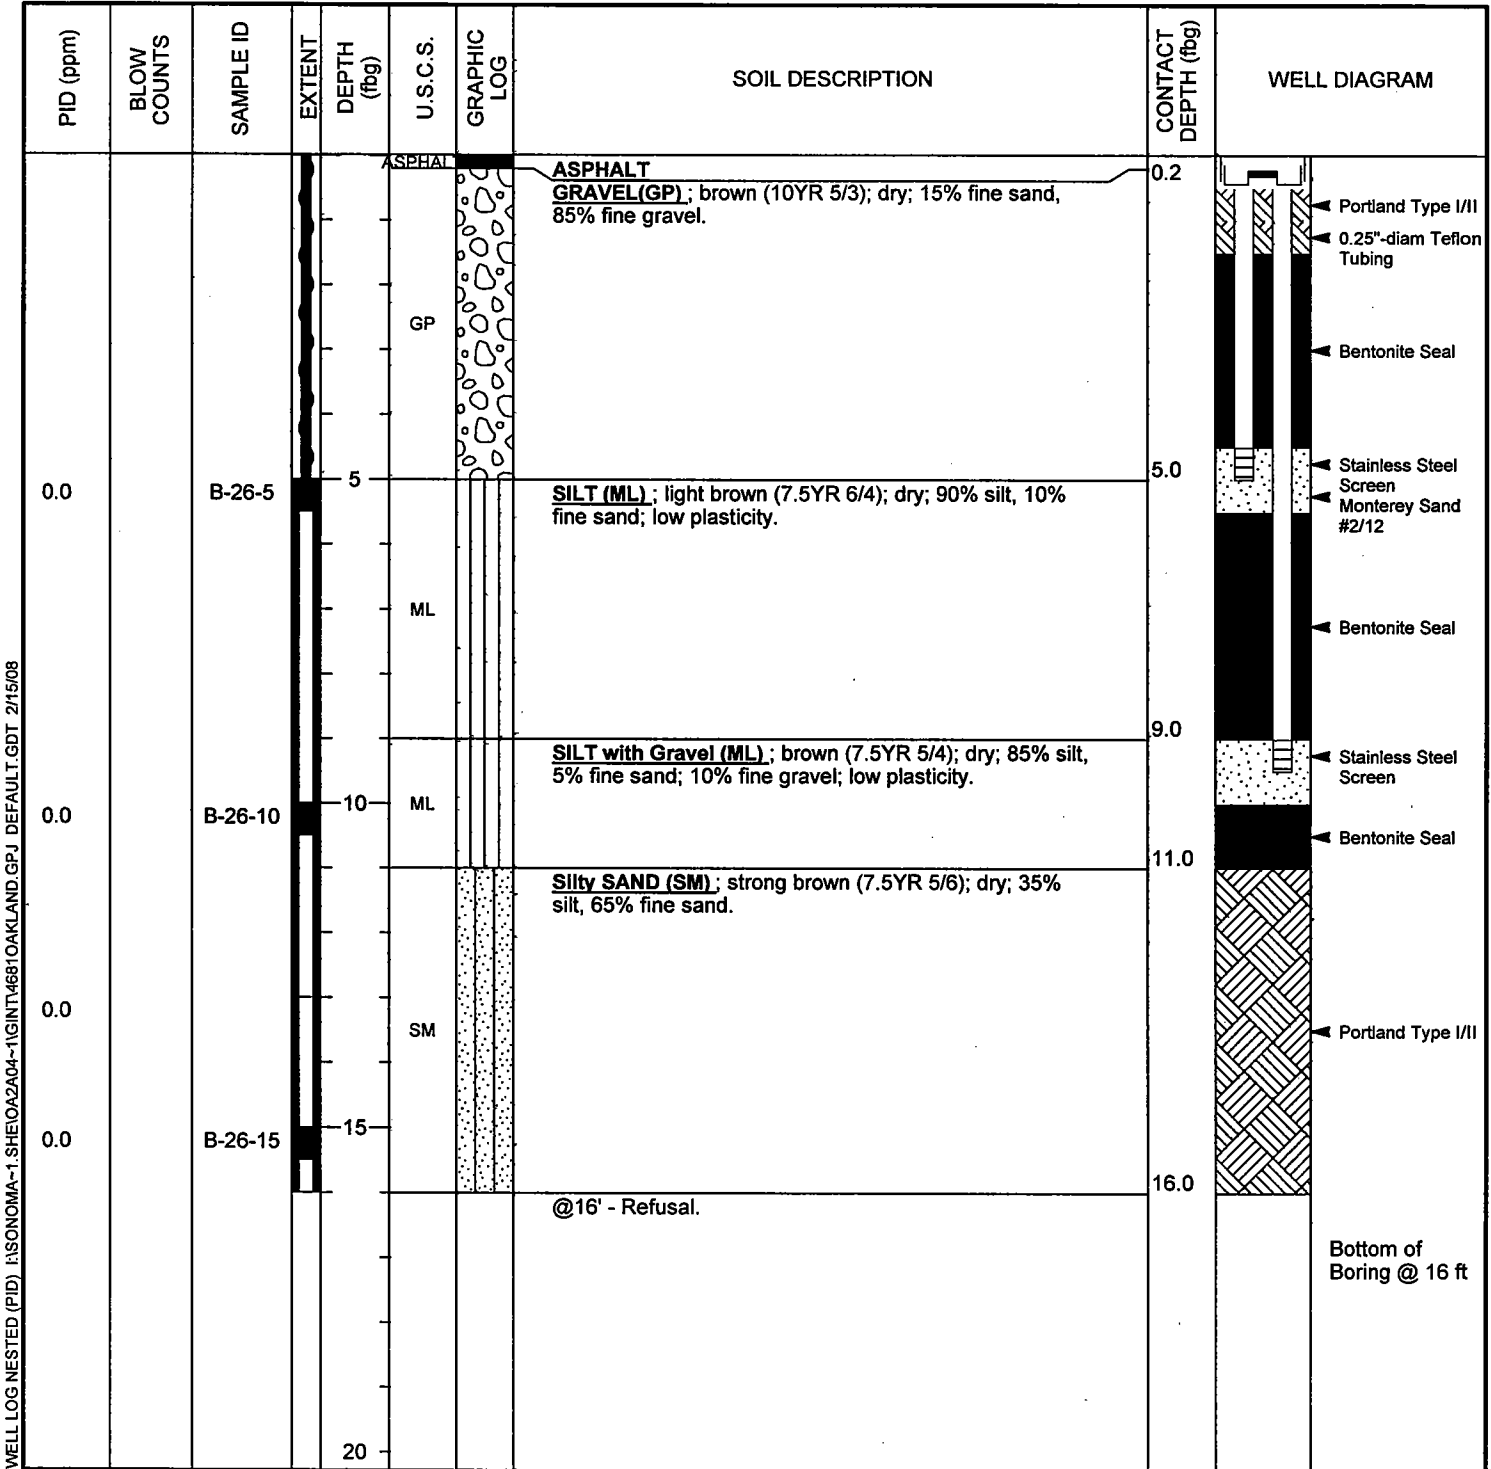 PID (ppm)
BLOW
COUNTS
SAMPLE ID
EXTENT
DEPTH
(fbg)
U.S.C.S.
GRAPHIC
LOG
SOIL DESCRIPTION
CONTACT
DEPTH (fbg)
WELL DIAGRAM
ASPHAL
ASPHALT
GRAVEL(GP) ; brown (10YR 5/3); dry; 15% fine sand,
85% fine gravel.
0.2
Portland Type I/II
0.25"-diam Teflon
Tubing
GP
Bentonite Seal
0.0
B-26-5
5
SILT (ML) ; light brown (7.5YR 6/4); dry; 90% silt, 10%
fine sand; low plasticity.
5.0
Stainless Steel
Screen
Monterey Sand
#2/12
ML
Bentonite Seal
9.0
SILT with Gravel (ML) ; brown (7.5YR 5/4); dry; 85% silt,
5% fine sand; 10% fine gravel; low plasticity.
Stainless Steel
Screen
0.0
B-26-10
10
ML
Bentonite Seal
11.0
Silty SAND (SM) ; strong brown (7.5YR 5/6); dry; 35%
silt, 65% fine sand.
0.0
SM
Portland Type I/II
0.0
B-26-15
15
16.0
@16' - Refusal.
Bottom of
Boring @ 16 ft
20
WELL LOG NESTED (PID) I:\SONOMA~1.SHE\OA2A04~1\GINT\4681OAKLAND.GPJ DEFAULT.GDT 2/15/08